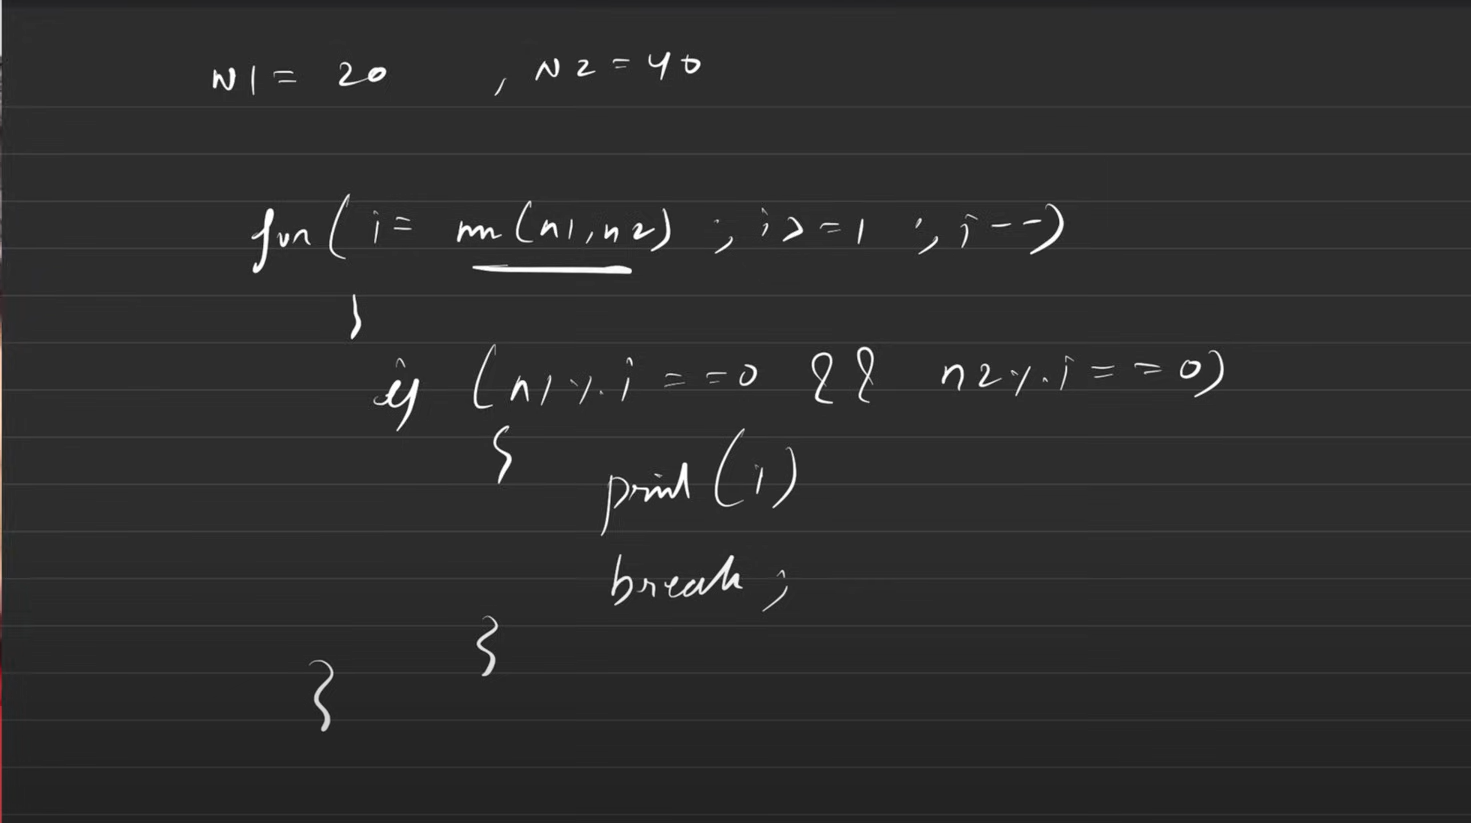 N1 = 20 , N2 = 40
for ( i = min (n1, n2) ; i >= 1 ; i--)
{
if (n1 % i == 0 && n2 % i == 0)
{
print (i)
break ;
}
}